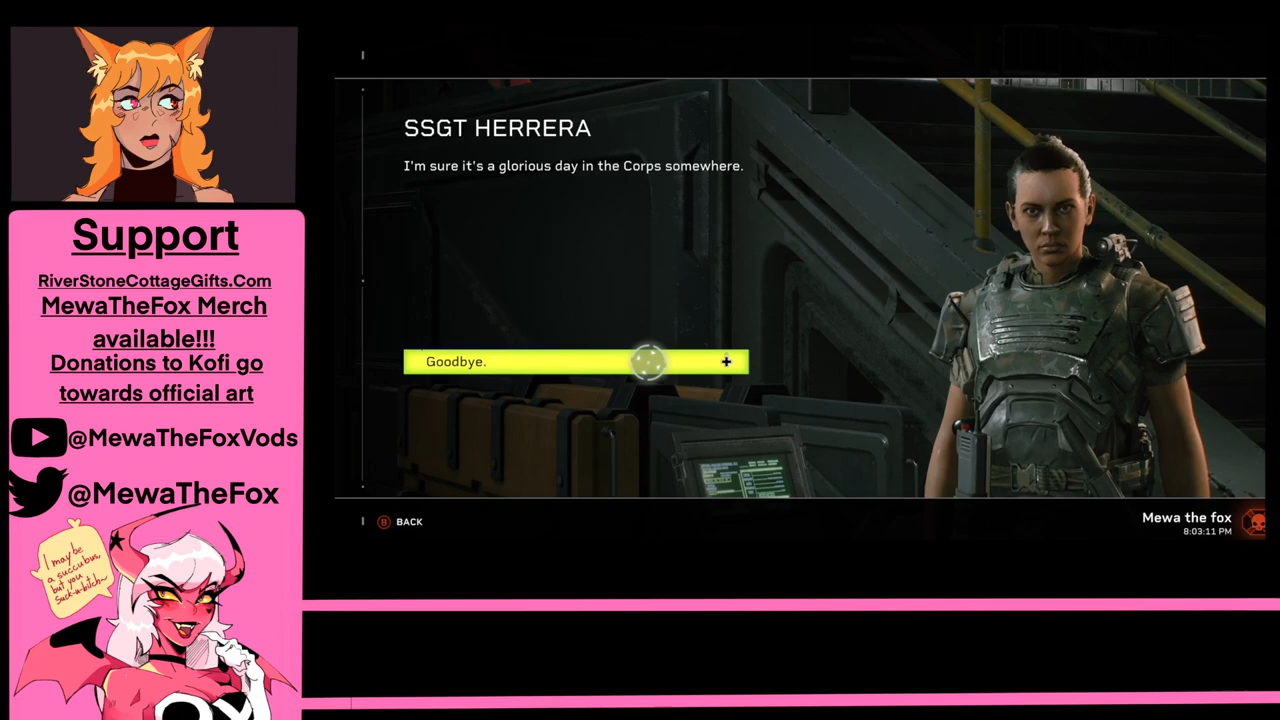 Support
RiverStoneCottageGifts.Com
MewaTheFox Merch
available!!!
Donations to Kofi go
towards official art
@MewaTheFoxVods
@MewaTheFox
I maybe
a succubus,
but you
suck-a-bitch~
SSGT HERRERA
I'm sure it's a glorious day in the Corps somewhere.
Goodbye.
B BACK
Mewa the fox
8:03:11 PM